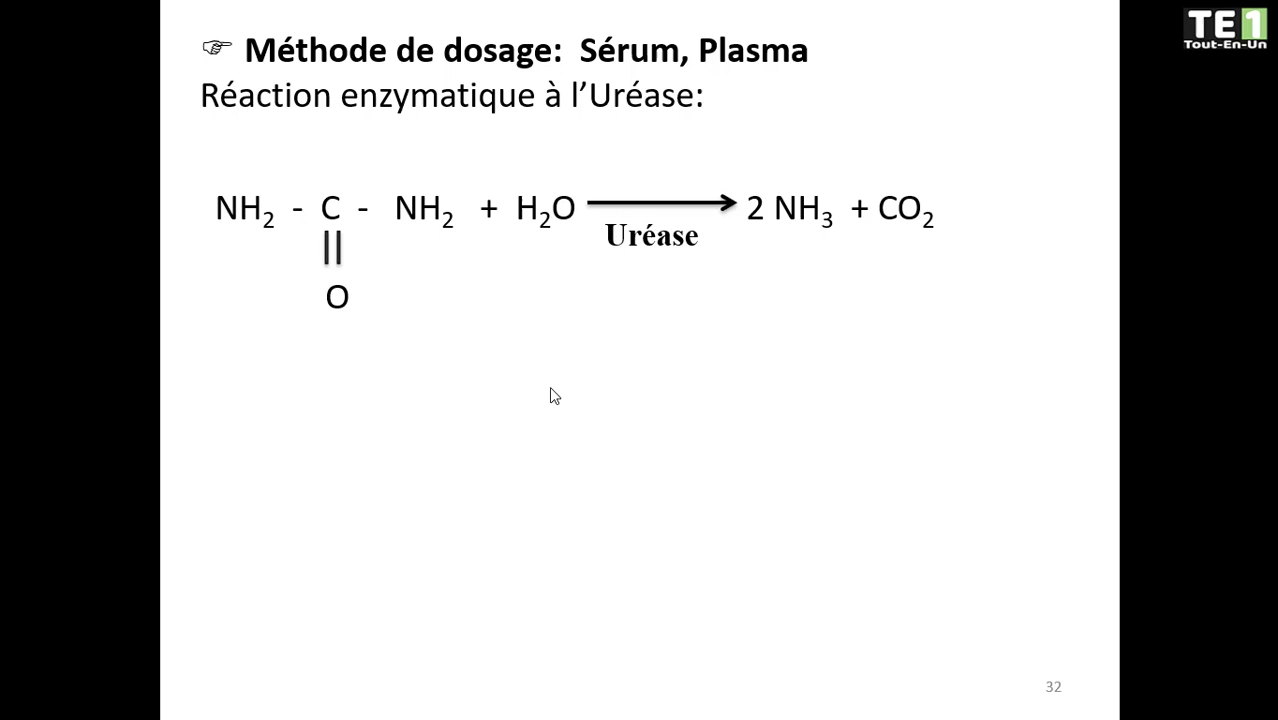 TE1
Tout-En-Un
☞ Méthode de dosage: Sérum, Plasma
Réaction enzymatique à l’Uréase:
NH₂ - C - NH₂ + H₂O ⟶ 2 NH₃ + CO₂
Uréase
||
O
32